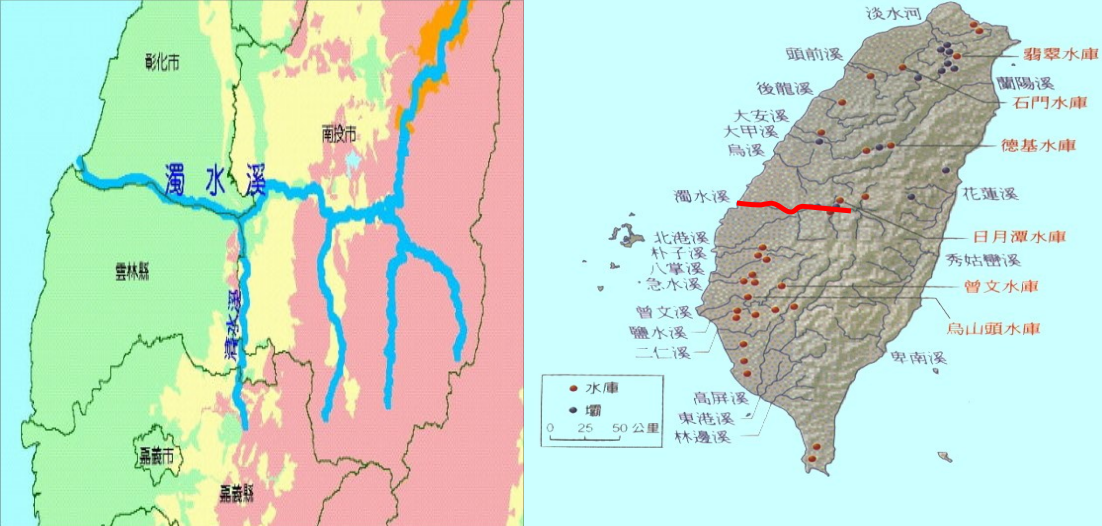 彰化市
南投市
濁水溪
雲林縣
清水溪
嘉義市
嘉義縣
淡水河
頭前溪
翡翠水庫
蘭陽溪
後龍溪
石門水庫
大安溪
大甲溪
烏溪
德基水庫
濁水溪
花蓮溪
北港溪
日月潭水庫
朴子溪
秀姑巒溪
八掌溪
急水溪
曾文水庫
曾文溪
烏山頭水庫
鹽水溪
二仁溪
卑南溪
水庫
壩
0 25 50 公里
高屏溪
東港溪
林邊溪